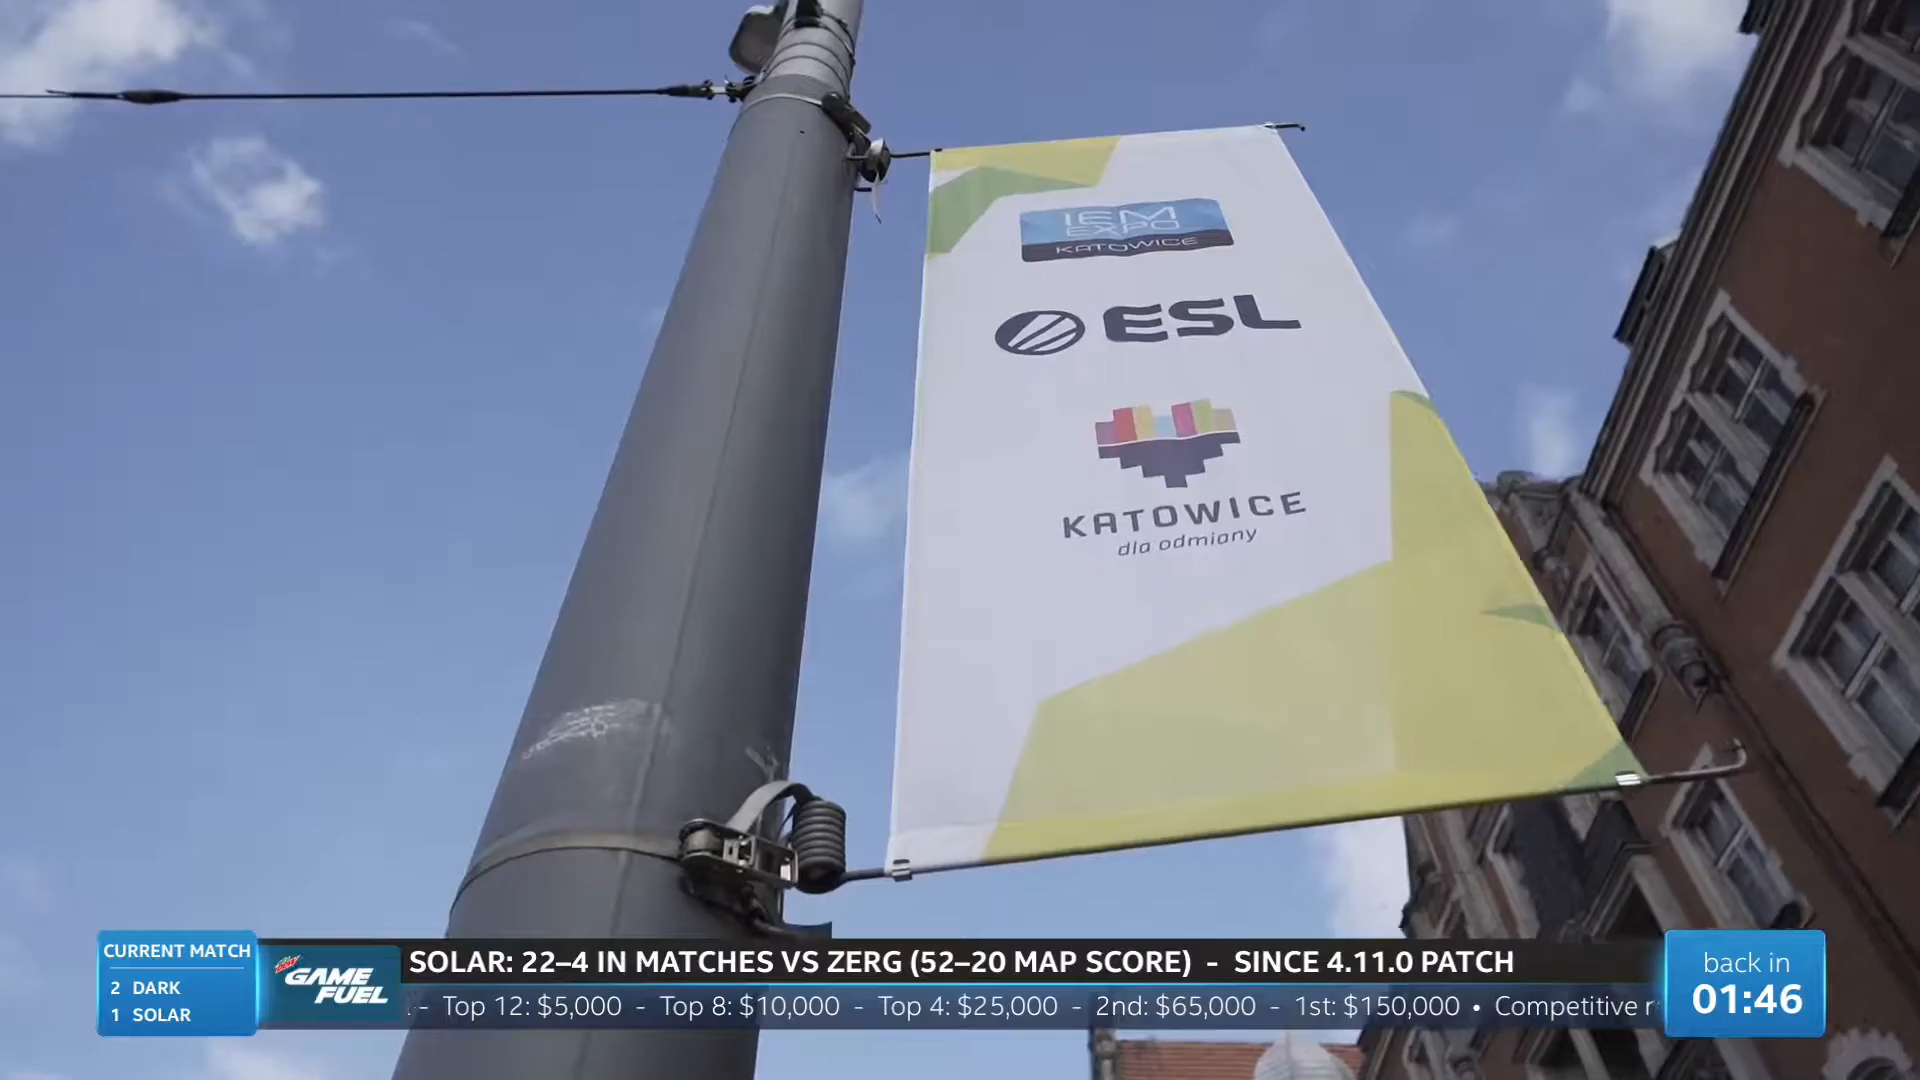 IEM
EXPO
KATOWICE
ESL
KATOWICE
dla odmiany
CURRENT MATCH
2 DARK
1 SOLAR
GAME
FUEL
SOLAR: 22–4 IN MATCHES VS ZERG (52–20 MAP SCORE) - SINCE 4.11.0 PATCH
- Top 12: $5,000 - Top 8: $10,000 - Top 4: $25,000 - 2nd: $65,000 - 1st: $150,000 • Competitive r
back in
01:46